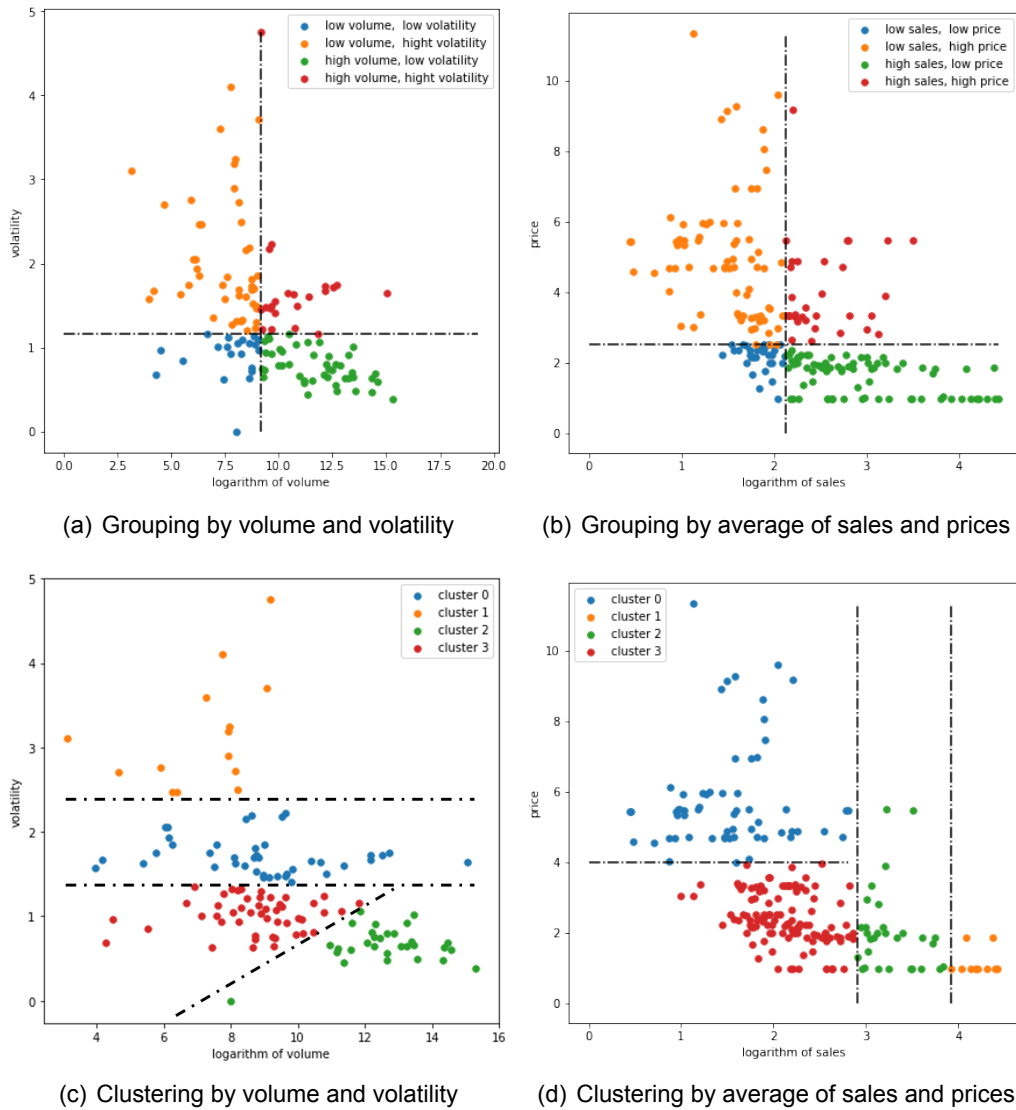 low volume, low volatility
low volume, hight volatility
high volume, low volatility
high volume, hight volatility
5
4
3
2
1
0
volatility
0.0 2.5 5.0 7.5 10.0 12.5 15.0 17.5 20.0
logarithm of volume
(a) Grouping by volume and volatility
low sales, low price
low sales, high price
high sales, low price
high sales, high price
10
8
6
4
2
0
price
0 1 2 3 4
logarithm of sales
(b) Grouping by average of sales and prices
cluster 0
cluster 1
cluster 2
cluster 3
5
4
3
2
1
0
volatility
4 6 8 10 12 14 16
logarithm of volume
(c) Clustering by volume and volatility
cluster 0
cluster 1
cluster 2
cluster 3
10
8
6
4
2
0
price
0 1 2 3 4
logarithm of sales
(d) Clustering by average of sales and prices